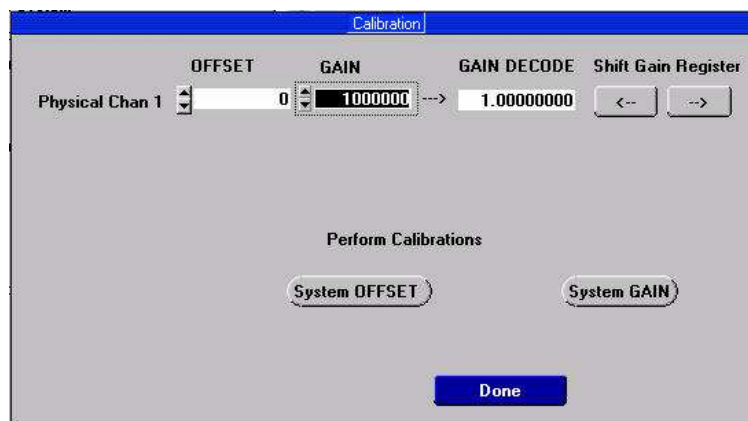 Calibration
OFFSET GAIN GAIN DECODE Shift Gain Register
Physical Chan 1 0 1000000 ---> 1.00000000 <-- -->
Perform Calibrations
System OFFSET System GAIN
Done